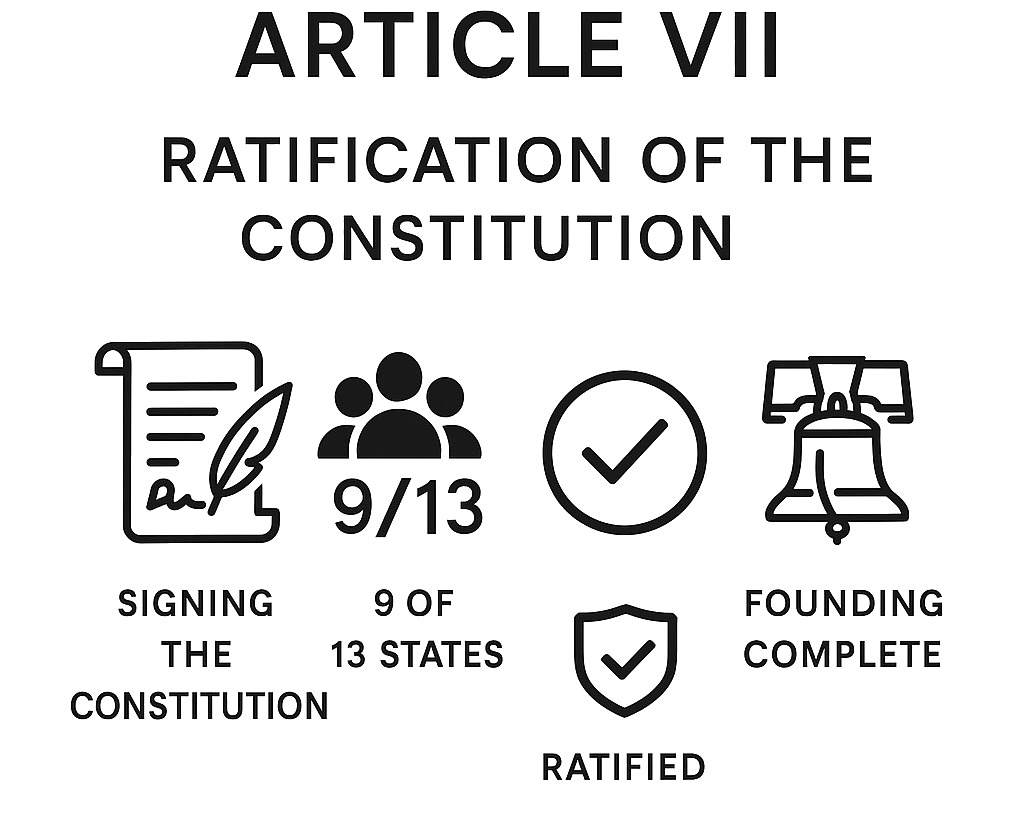 ARTICLE VII
RATIFICATION OF THE
CONSTITUTION
9/13
SIGNING
THE
CONSTITUTION
9 OF
13 STATES
RATIFIED
FOUNDING
COMPLETE